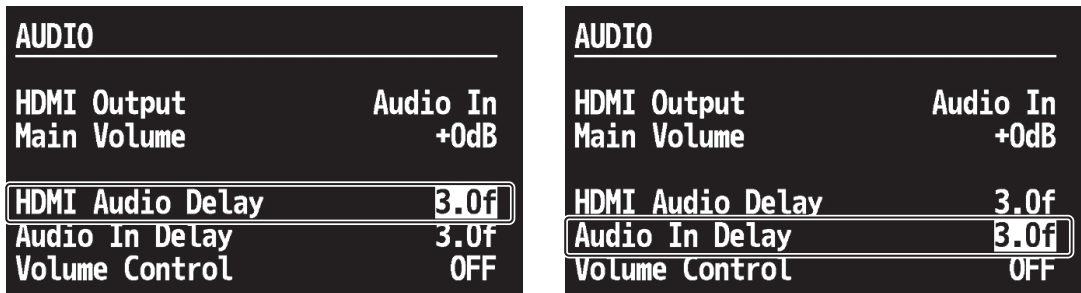 AUDIO
HDMI Output Audio In
Main Volume +0dB
HDMI Audio Delay 3.0f
Audio In Delay 3.0f
Volume Control OFF
AUDIO
HDMI Output Audio In
Main Volume +0dB
HDMI Audio Delay 3.0f
Audio In Delay 3.0f
Volume Control OFF